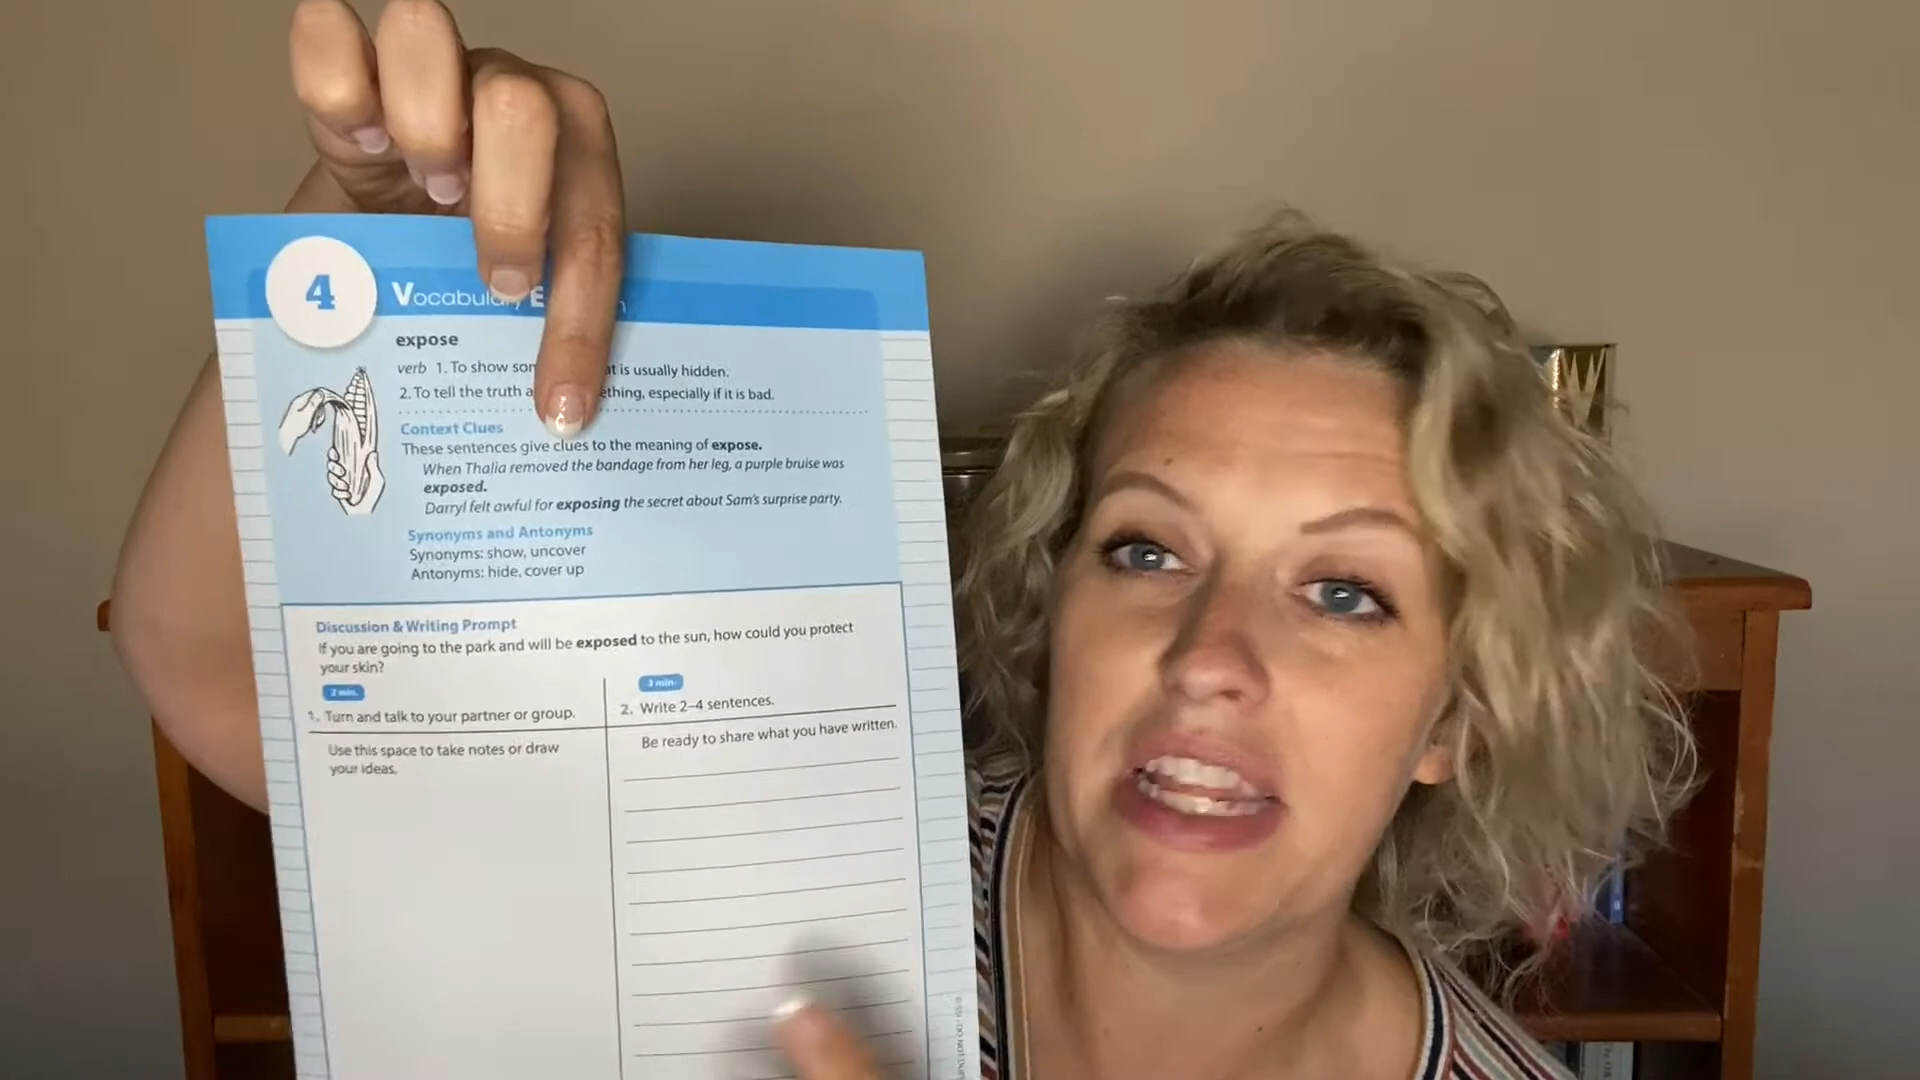 4
Vocabulary E n
expose
verb 1. To show som at is usually hidden.
2. To tell the truth a ething, especially if it is bad.
Context Clues
These sentences give clues to the meaning of expose.
When Thalia removed the bandage from her leg, a purple bruise was
exposed.
Darryl felt awful for exposing the secret about Sam's surprise party.
Synonyms and Antonyms
Synonyms: show, uncover
Antonyms: hide, cover up
Discussion & Writing Prompt
If you are going to the park and will be exposed to the sun, how could you protect
your skin?
2 min.
1. Turn and talk to your partner or group.
Use this space to take notes or draw
your ideas.
3 min.
2. Write 2–4 sentences.
Be ready to share what you have written.